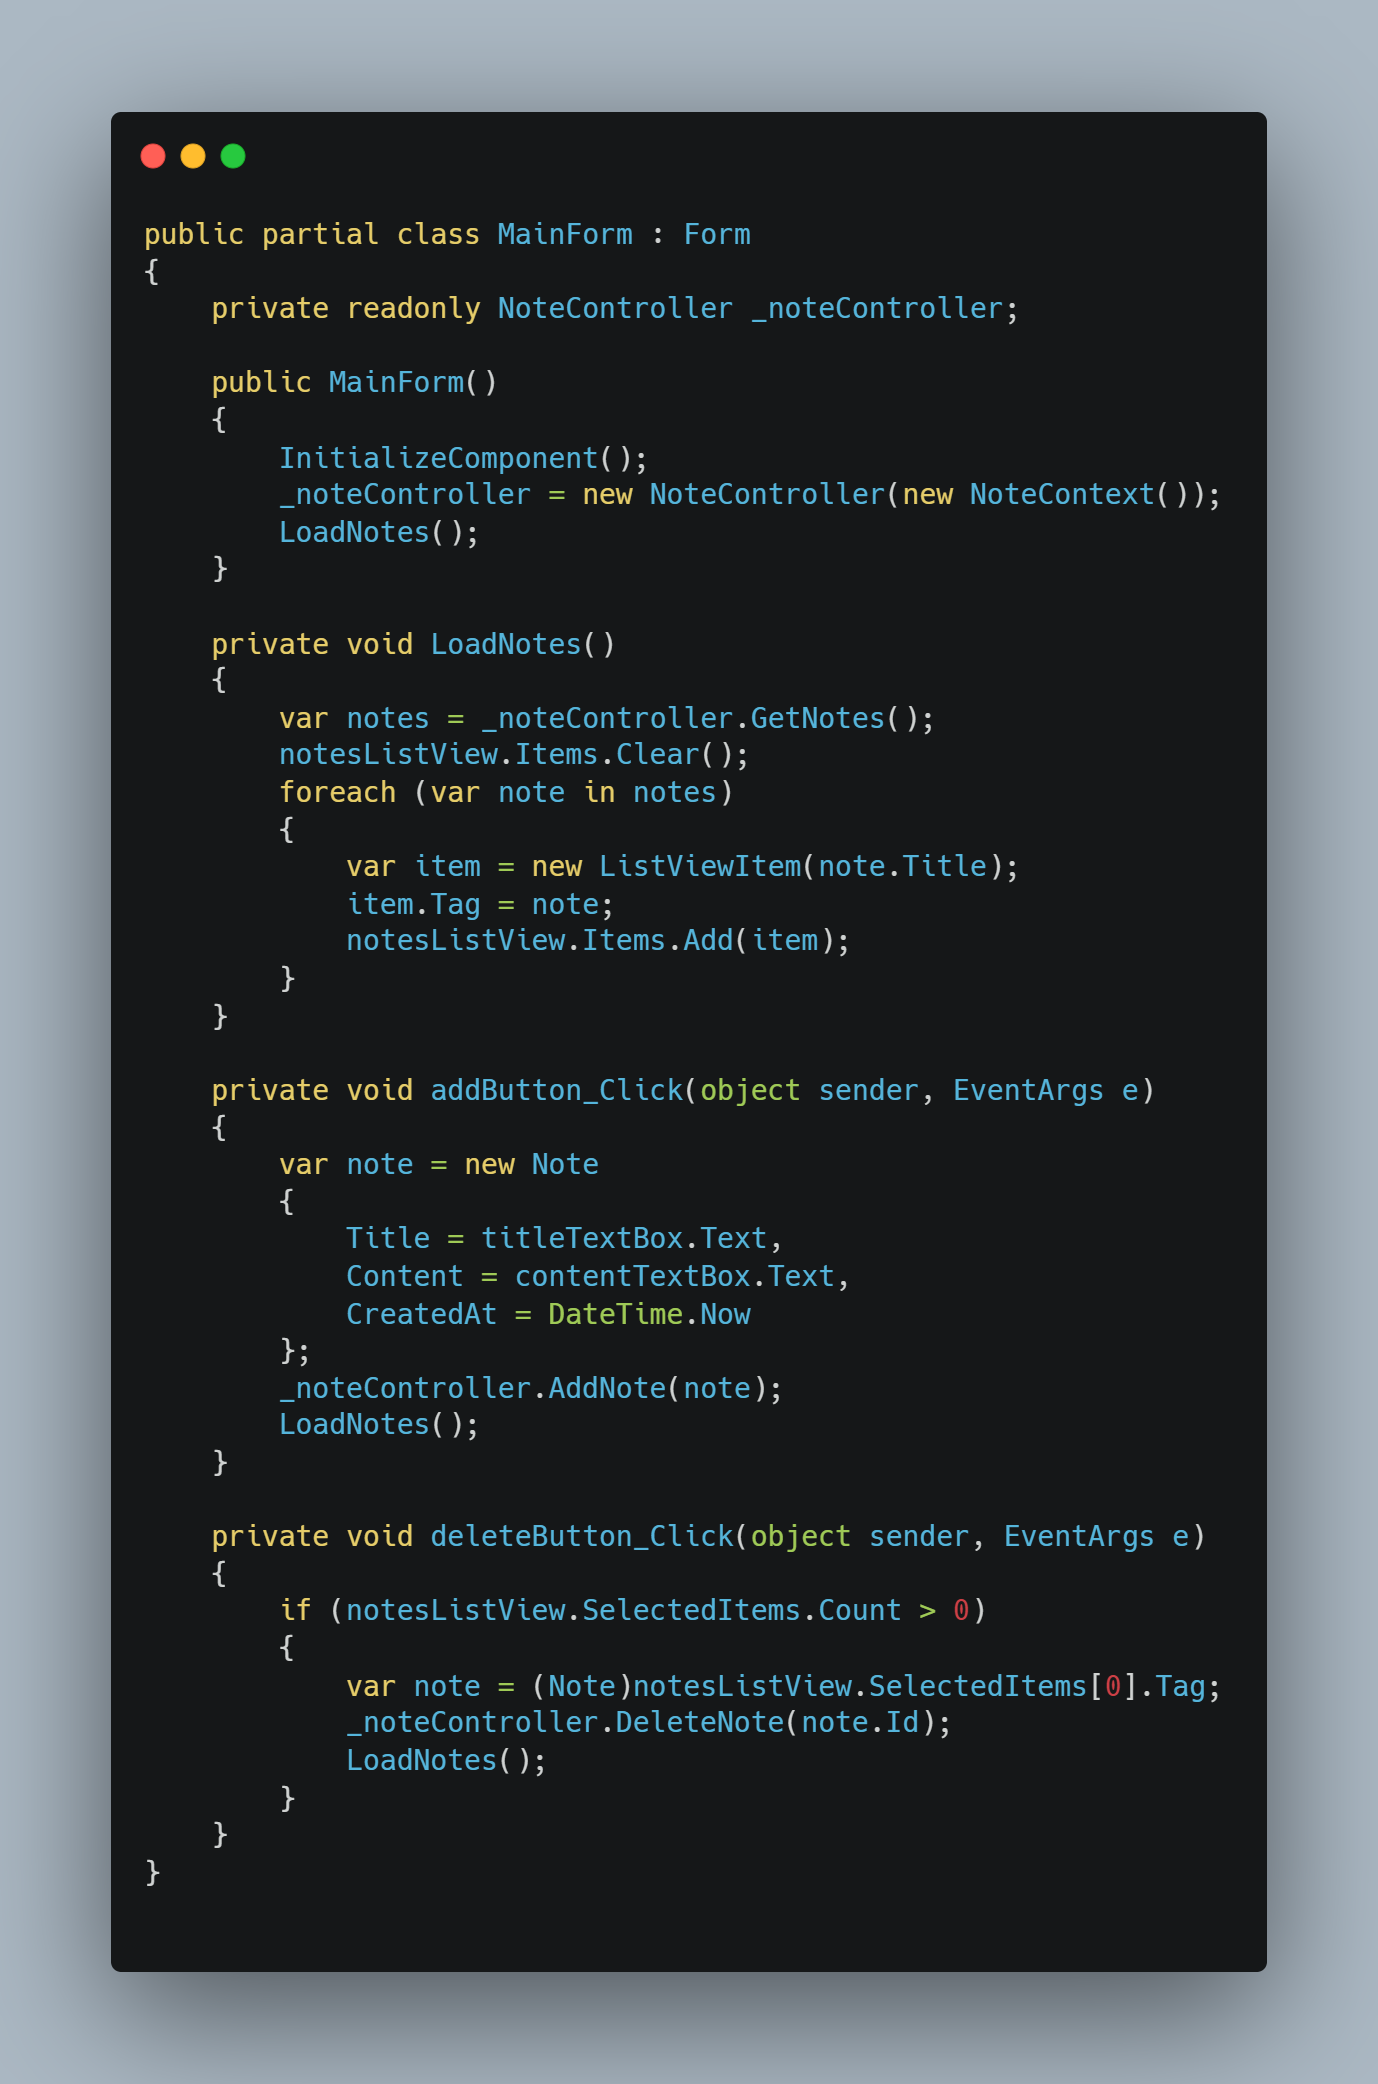 public partial class MainForm : Form
{
    private readonly NoteController _noteController;

    public MainForm()
    {
        InitializeComponent();
        _noteController = new NoteController(new NoteContext());
        LoadNotes();
    }

    private void LoadNotes()
    {
        var notes = _noteController.GetNotes();
        notesListView.Items.Clear();
        foreach (var note in notes)
        {
            var item = new ListViewItem(note.Title);
            item.Tag = note;
            notesListView.Items.Add(item);
        }
    }

    private void addButton_Click(object sender, EventArgs e)
    {
        var note = new Note
        {
            Title = titleTextBox.Text,
            Content = contentTextBox.Text,
            CreatedAt = DateTime.Now
        };
        _noteController.AddNote(note);
        LoadNotes();
    }

    private void deleteButton_Click(object sender, EventArgs e)
    {
        if (notesListView.SelectedItems.Count > 0)
        {
            var note = (Note)notesListView.SelectedItems[0].Tag;
            _noteController.DeleteNote(note.Id);
            LoadNotes();
        }
    }
}